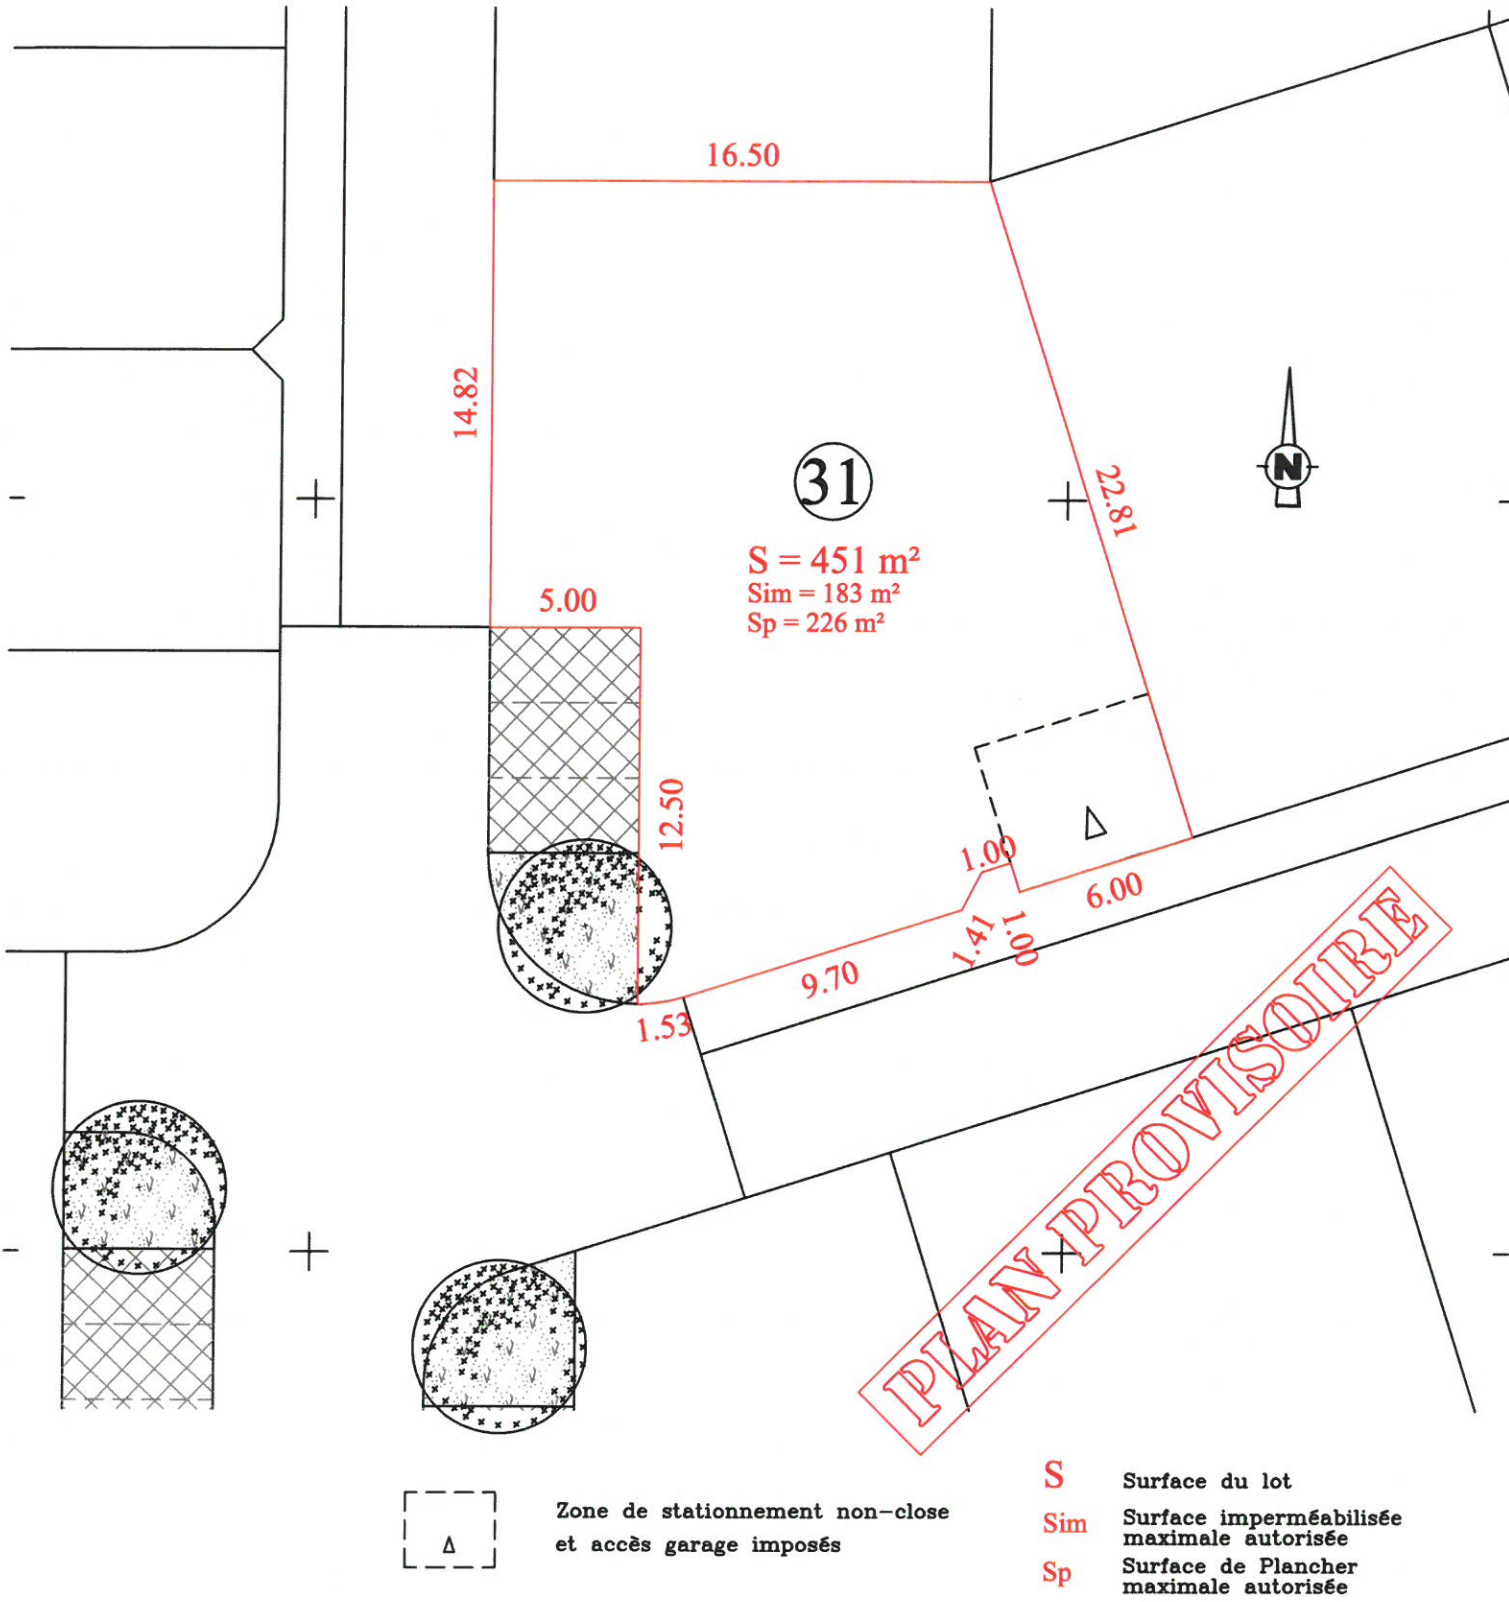 16.50
14.82
31
N
22.81
S = 451 m²
Sim = 183 m²
Sp = 226 m²
5.00
12.50
1.00
6.00
1.41
1.00
9.70
1.53
PLAN PROVISOIRE
Zone de stationnement non-close
et accès garage imposés
S Surface du lot
Sim Surface imperméabilisée
maximale autorisée
Sp Surface de Plancher
maximale autorisée